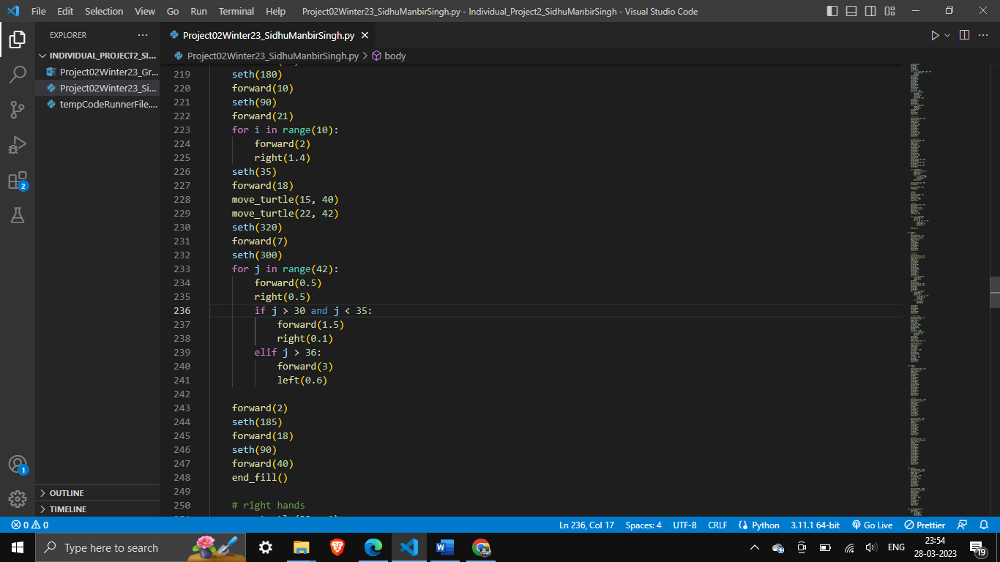 File Edit Selection View Go Run Terminal Help Project02Winter23_SidhuManbirSingh.py - Individual_Project2_SidhuManbirSingh - Visual Studio Code
EXPLORER
INDIVIDUAL_PROJECT2_SI...
Project02Winter23_Gr...
Project02Winter23_Si...
tempCodeRunnerFile....
OUTLINE
TIMELINE
2
1
Project02Winter23_SidhuManbirSingh.py
Project02Winter23_SidhuManbirSingh.py > body
219 seth(180)
220 forward(10)
221 seth(90)
222 forward(21)
223 for i in range(10):
224 forward(2)
225 right(1.4)
226 seth(35)
227 forward(18)
228 move_turtle(15, 40)
229 move_turtle(22, 42)
230 seth(320)
231 forward(7)
232 seth(300)
233 for j in range(42):
234 forward(0.5)
235 right(0.5)
236 if j > 30 and j < 35:
237 forward(1.5)
238 right(0.1)
239 elif j > 36:
240 forward(3)
241 left(0.6)
242
243 forward(2)
244 seth(185)
245 forward(18)
246 seth(90)
247 forward(40)
248 end_fill()
249
250 # right hands
0 0 Ln 236, Col 17 Spaces: 4 UTF-8 CRLF Python 3.11.1 64-bit Go Live Prettier
Type here to search ENG 23:54
28-03-2023 19